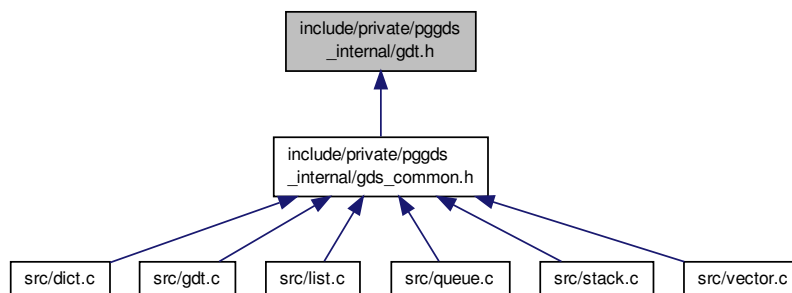 include/private/pggds
_internal/gdt.h
include/private/pggds
_internal/gds_common.h
src/dict.c
src/gdt.c
src/list.c
src/queue.c
src/stack.c
src/vector.c